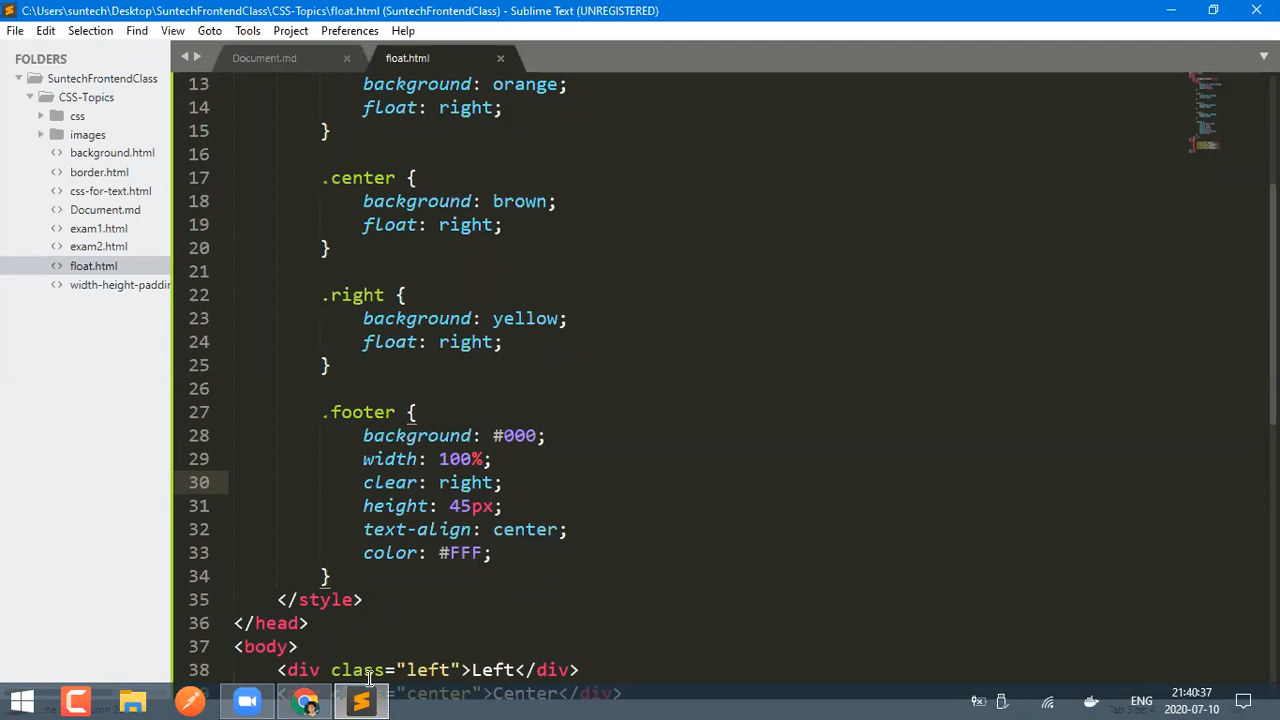 C:\Users\suntech\Desktop\SuntechFrontendClass\CSS-Topics\float.html (SuntechFrontendClass) - Sublime Text (UNREGISTERED)
File Edit Selection Find View Goto Tools Project Preferences Help
FOLDERS
SuntechFrontendClass
CSS-Topics
css
images
background.html
border.html
css-for-text.html
Document.md
exam1.html
exam2.html
float.html
width-height-paddin
Document.md
float.html
13 background: orange;
14 float: right;
15 }
16
17 .center {
18 background: brown;
19 float: right;
20 }
21
22 .right {
23 background: yellow;
24 float: right;
25 }
26
27 .footer {
28 background: #000;
29 width: 100%;
30 clear: right;
31 height: 45px;
32 text-align: center;
33 color: #FFF;
34 }
35 </style>
36 </head>
37 <body>
38 <div class="left">Left</div>
"center">Center</div>
ENG
21:40:37
2020-07-10